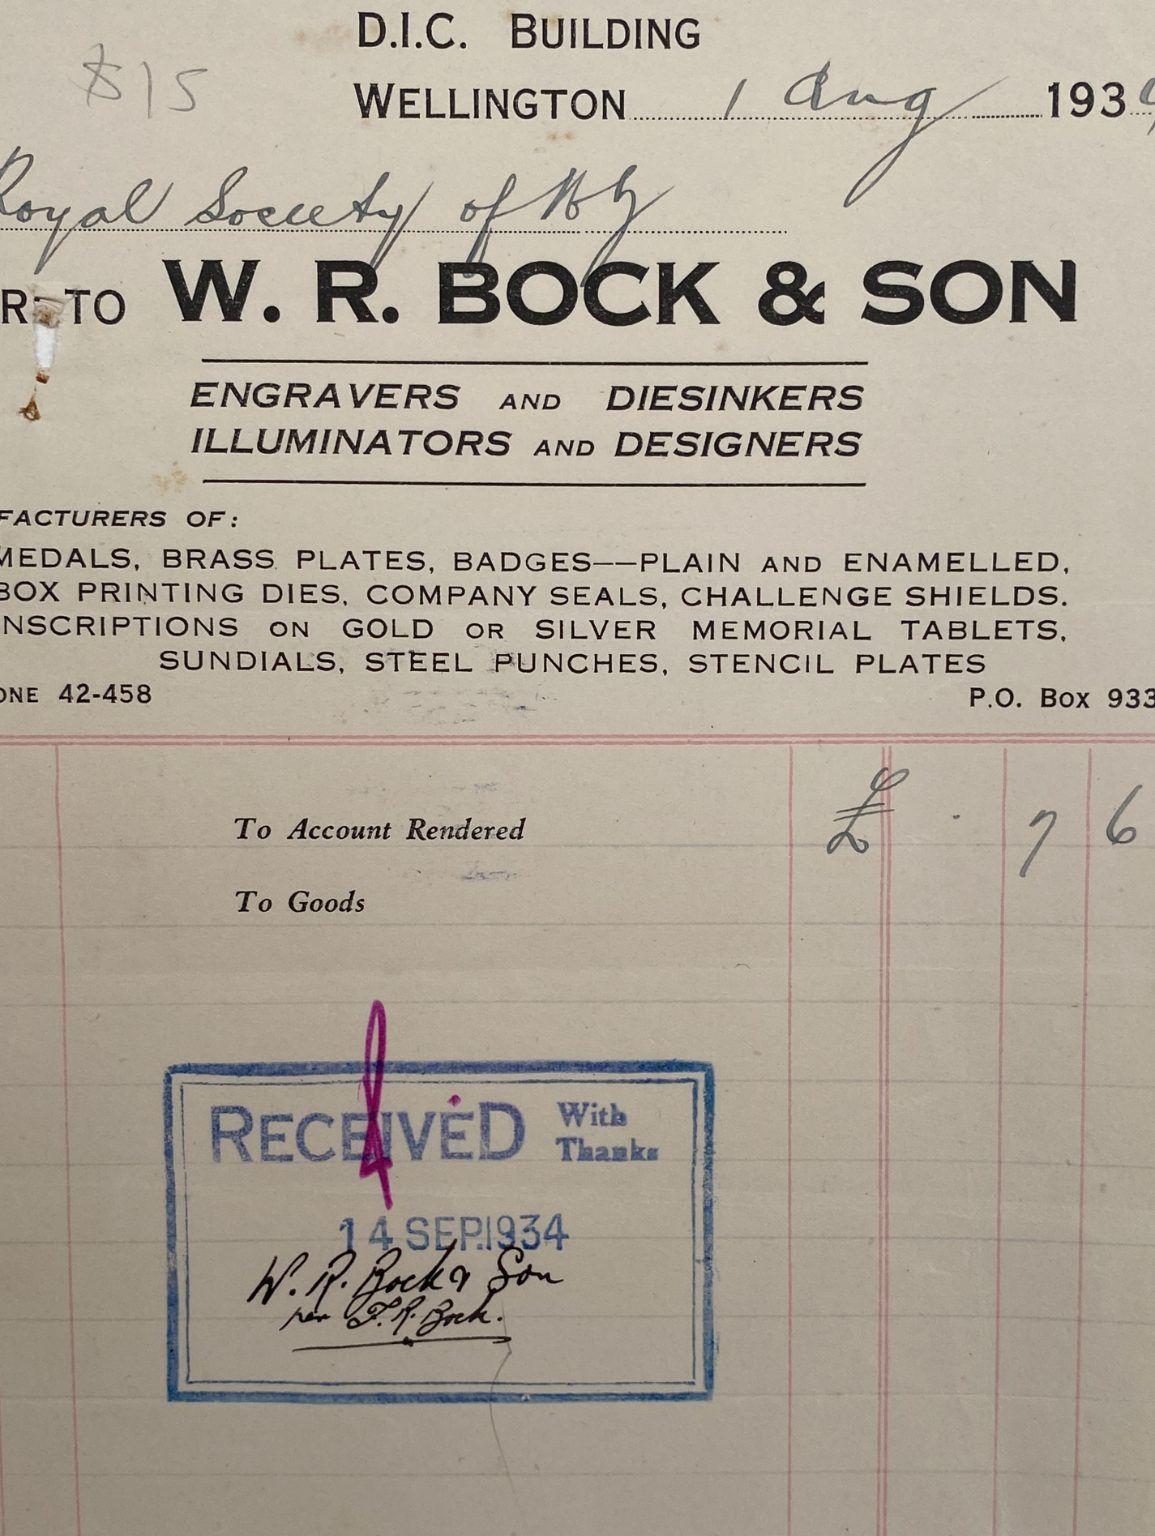 D.I.C. BUILDING
$15
WELLINGTON 1 Aug 1934
Royal Society of NZ
R. TO W. R. BOCK & SON
ENGRAVERS AND DIESINKERS
ILLUMINATORS AND DESIGNERS
FACTURERS OF:
MEDALS, BRASS PLATES, BADGES——PLAIN AND ENAMELLED,
BOX PRINTING DIES, COMPANY SEALS, CHALLENGE SHIELDS.
NSCRIPTIONS ON GOLD OR SILVER MEMORIAL TABLETS,
SUNDIALS, STEEL PUNCHES, STENCIL PLATES
ONE 42-458 P.O. Box 933
To Account Rendered £ . 7 6
To Goods
RECEIVED With Thanks
14 SEP.1934
W. R. Bock & Son
per F. R. Bock.